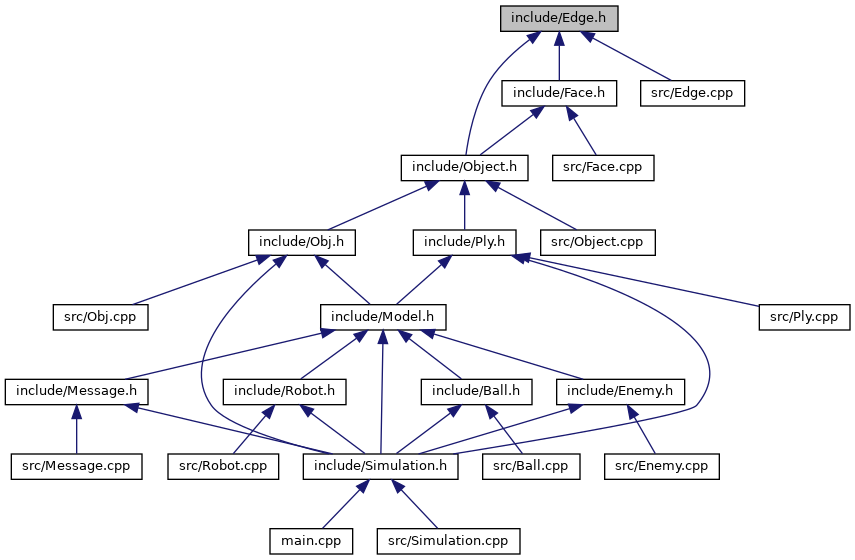 include/Edge.h
include/Face.h
src/Edge.cpp
include/Object.h
src/Face.cpp
include/Obj.h
include/Ply.h
src/Object.cpp
src/Obj.cpp
include/Model.h
src/Ply.cpp
include/Message.h
include/Robot.h
include/Ball.h
include/Enemy.h
src/Message.cpp
src/Robot.cpp
include/Simulation.h
src/Ball.cpp
src/Enemy.cpp
main.cpp
src/Simulation.cpp